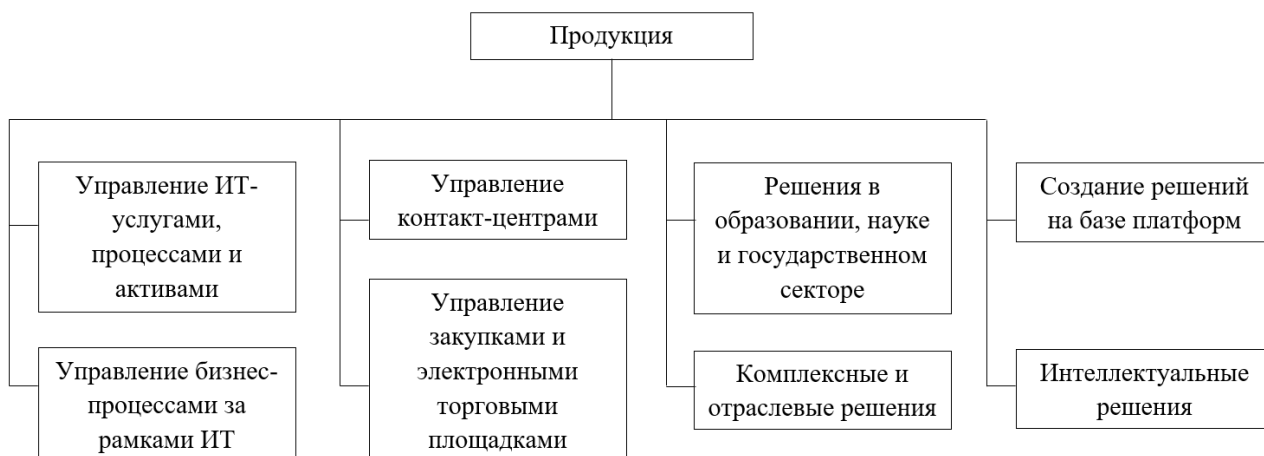 Продукция
Управление ИТ-
услугами,
процессами и
активами
Управление бизнес-
процессами за
рамками ИТ
Управление
контакт-центрами
Управление
закупками и
электронными
торговыми
площадками
Решения в
образовании, науке
и государственном
секторе
Комплексные и
отраслевые решения
Создание решений
на базе платформ
Интеллектуальные
решения